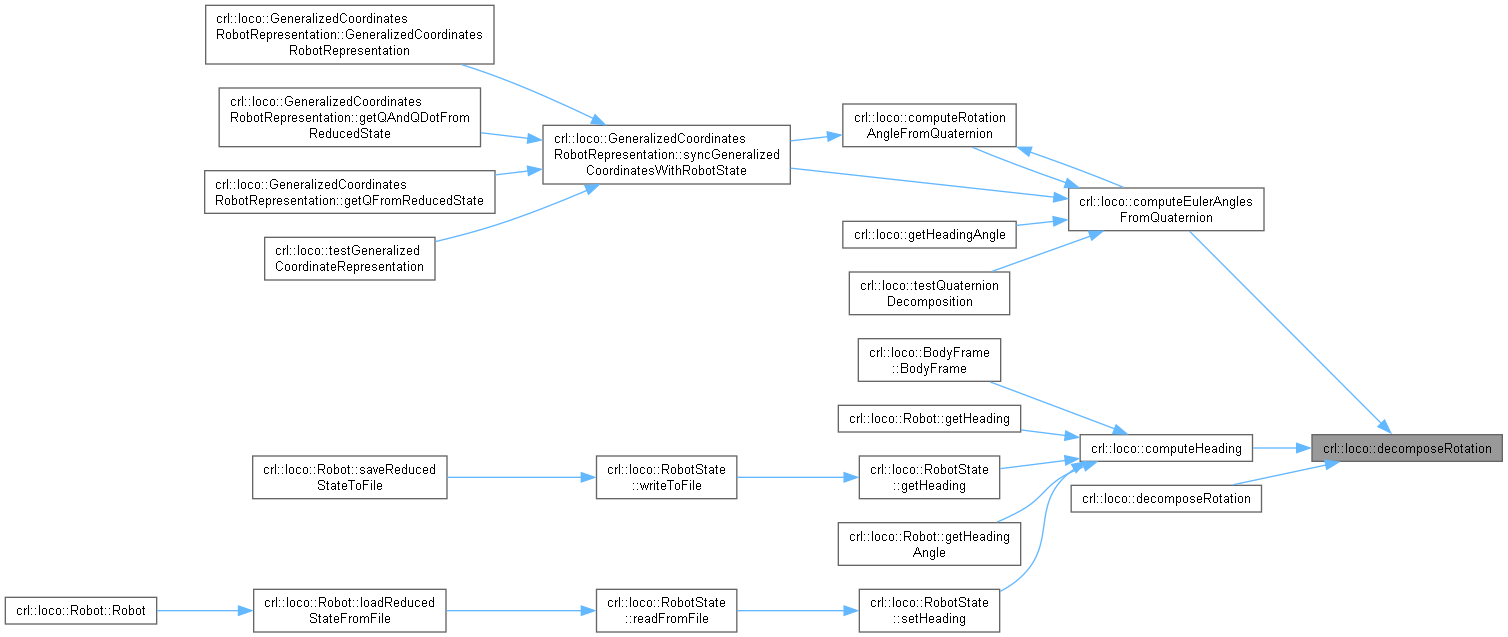 crl::loco::GeneralizedCoordinates
RobotRepresentation::GeneralizedCoordinates
RobotRepresentation
crl::loco::GeneralizedCoordinates
RobotRepresentation::getQAndQDotFrom
ReducedState
crl::loco::GeneralizedCoordinates
RobotRepresentation::getQFromReducedState
crl::loco::testGeneralized
CoordinateRepresentation
crl::loco::GeneralizedCoordinates
RobotRepresentation::syncGeneralized
CoordinatesWithRobotState
crl::loco::computeRotation
AngleFromQuaternion
crl::loco::computeEulerAngles
FromQuaternion
crl::loco::getHeadingAngle
crl::loco::testQuaternion
Decomposition
crl::loco::BodyFrame
::BodyFrame
crl::loco::Robot::getHeading
crl::loco::computeHeading
crl::loco::decomposeRotation
crl::loco::Robot::saveReduced
StateToFile
crl::loco::RobotState
::writeToFile
crl::loco::RobotState
::getHeading
crl::loco::decomposeRotation
crl::loco::Robot::getHeading
Angle
crl::loco::Robot::Robot
crl::loco::Robot::loadReduced
StateFromFile
crl::loco::RobotState
::readFromFile
crl::loco::RobotState
::setHeading